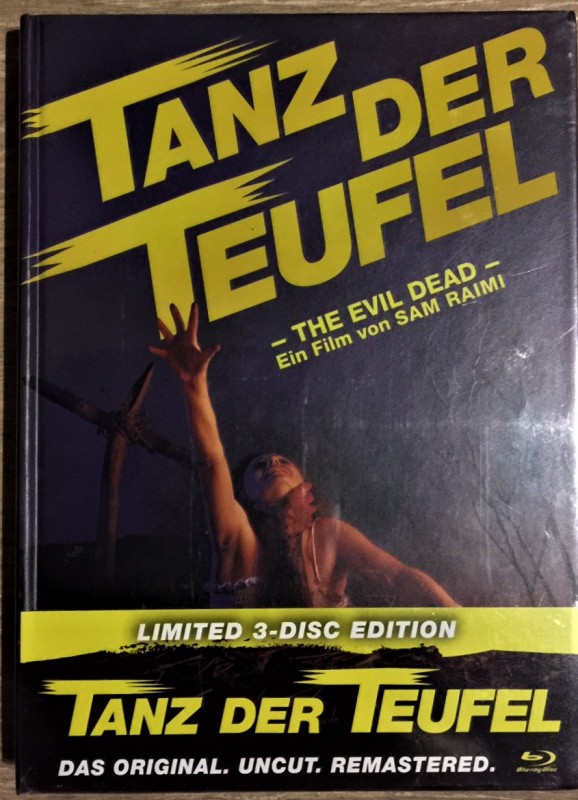 TANZ DER
TEUFEL
– THE EVIL DEAD –
Ein Film von SAM RAIMI
LIMITED 3-DISC EDITION
TANZ DER TEUFEL
DAS ORIGINAL. UNCUT. REMASTERED.
Blu-ray Disc